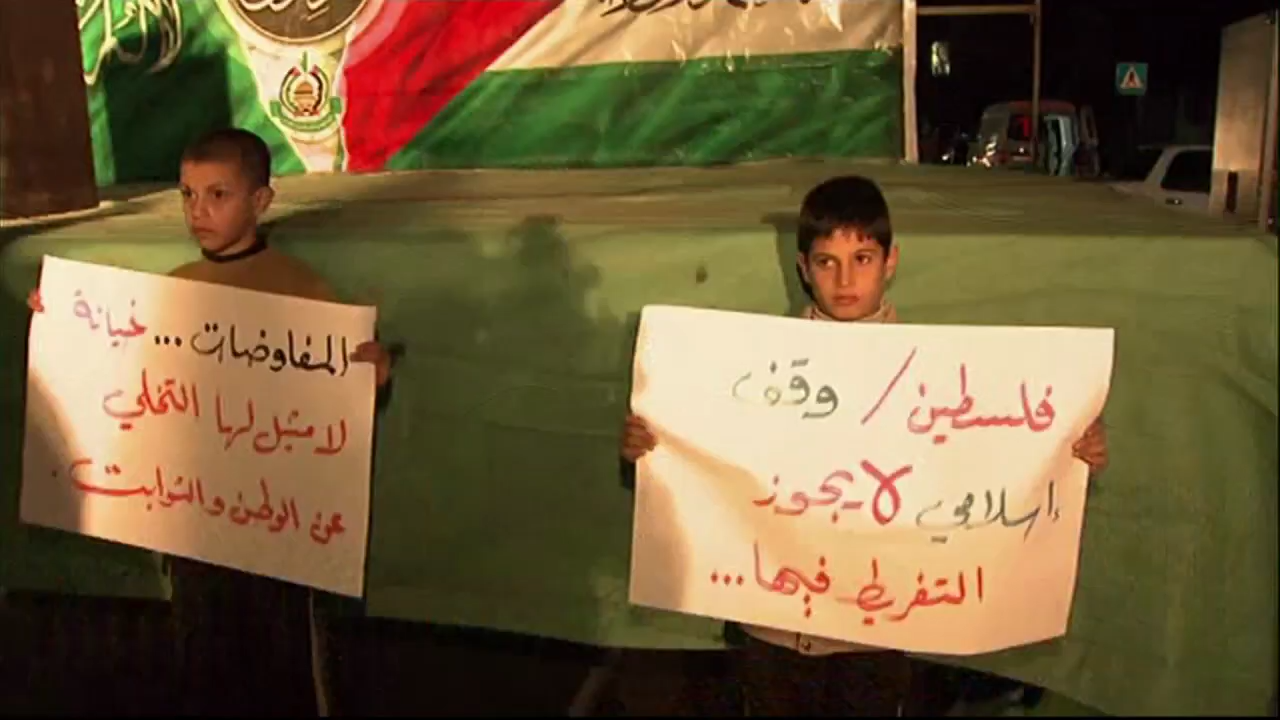 المفاوضات... خيانة
لا مثيل لها التخلي
عن الوطن والثوابت.
فلسطين / وقف
إسلامي لا يجوز
التفريط فيها...